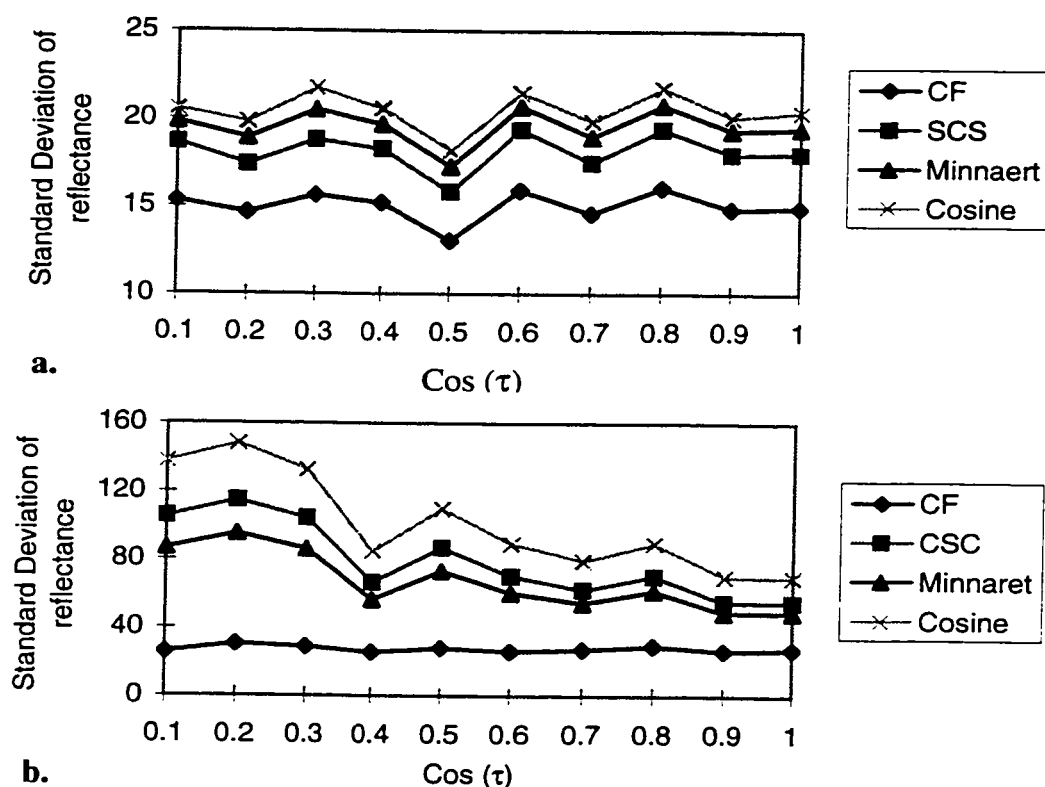 25
20
15
10
Standard Deviation of
reflectance
0.1 0.2 0.3 0.4 0.5 0.6 0.7 0.8 0.9 1
a.
Cos (τ)
CF
SCS
Minnaert
Cosine
160
120
80
40
0
Standard Deviation of
reflectance
0.1 0.2 0.3 0.4 0.5 0.6 0.7 0.8 0.9 1
b.
Cos (τ)
CF
CSC
Minnaret
Cosine